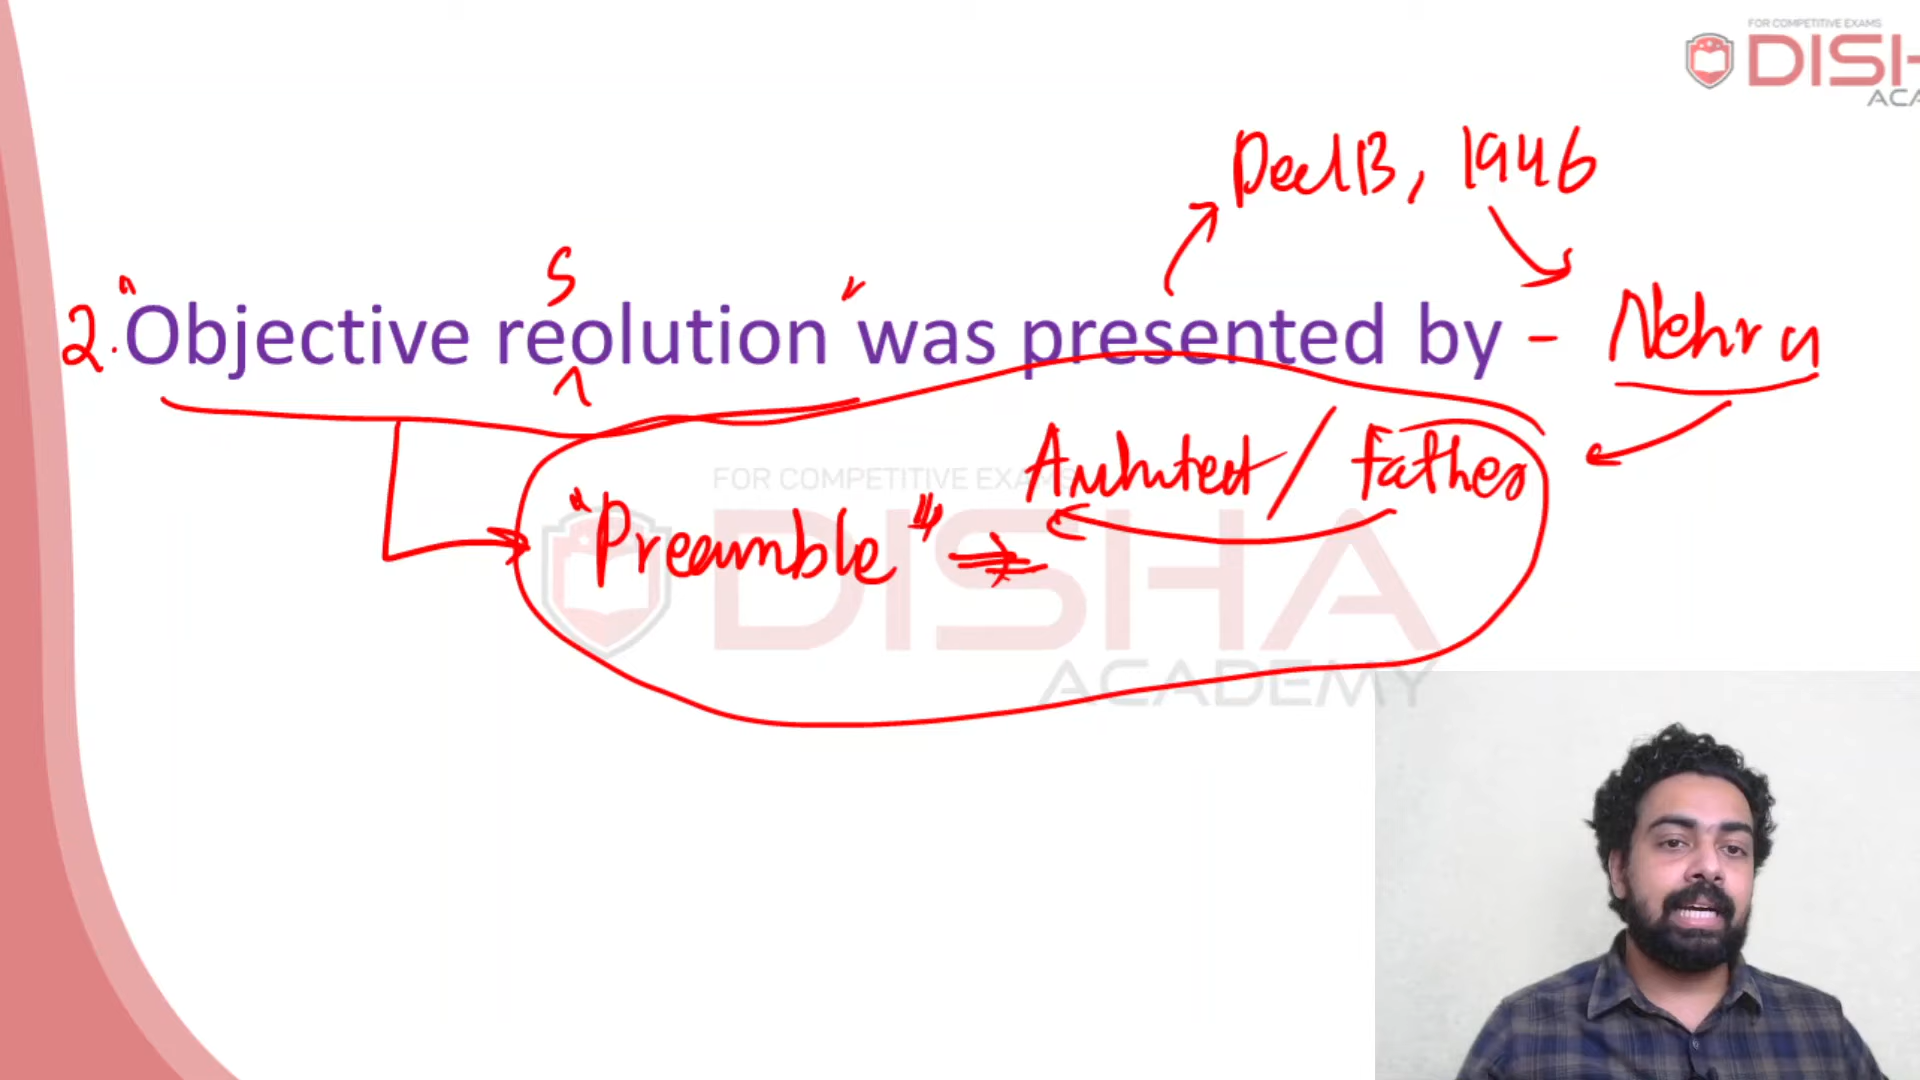 FOR COMPETITIVE EXAMS
DISH
ACA
Dec 13, 1946
S
2. "Objective reolution" was presented by - Nehru
Architect / Father
FOR COMPETITIVE EXAMS
"Preamble"
DISHA
ACADEMY